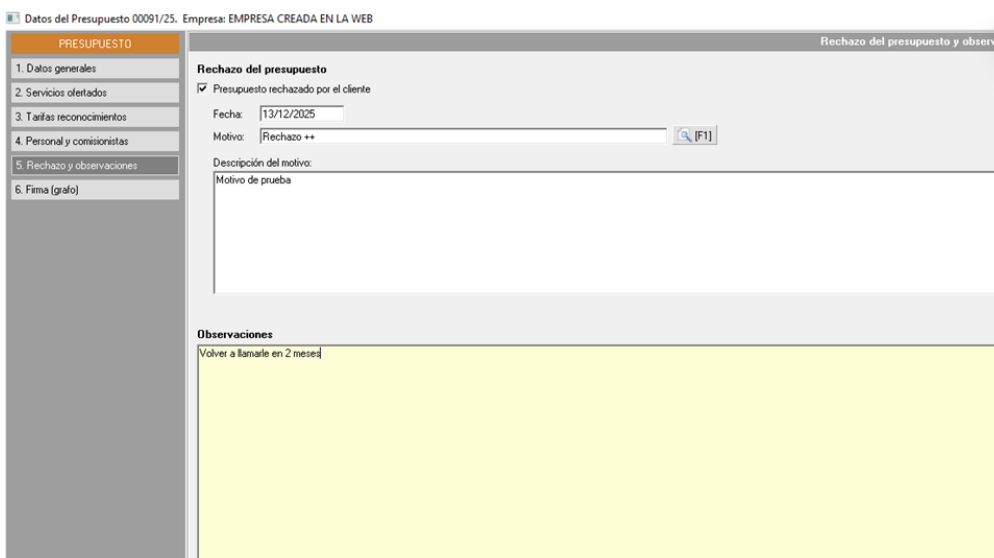 Datos del Presupuesto 00091/25. Empresa: EMPRESA CREADA EN LA WEB
PRESUPUESTO
1. Datos generales
2. Servicios ofertados
3. Tarifas reconocimientos
4. Personal y comisionistas
5. Rechazo y observaciones
6. Firma (grafo)
Rechazo del presupuesto y obser
Rechazo del presupuesto
Presupuesto rechazado por el cliente
Fecha: 13/12/2025
Motivo: Rechazo ++ [F1]
Descripción del motivo:
Motivo de prueba
Observaciones
Volver a llamarle en 2 meses